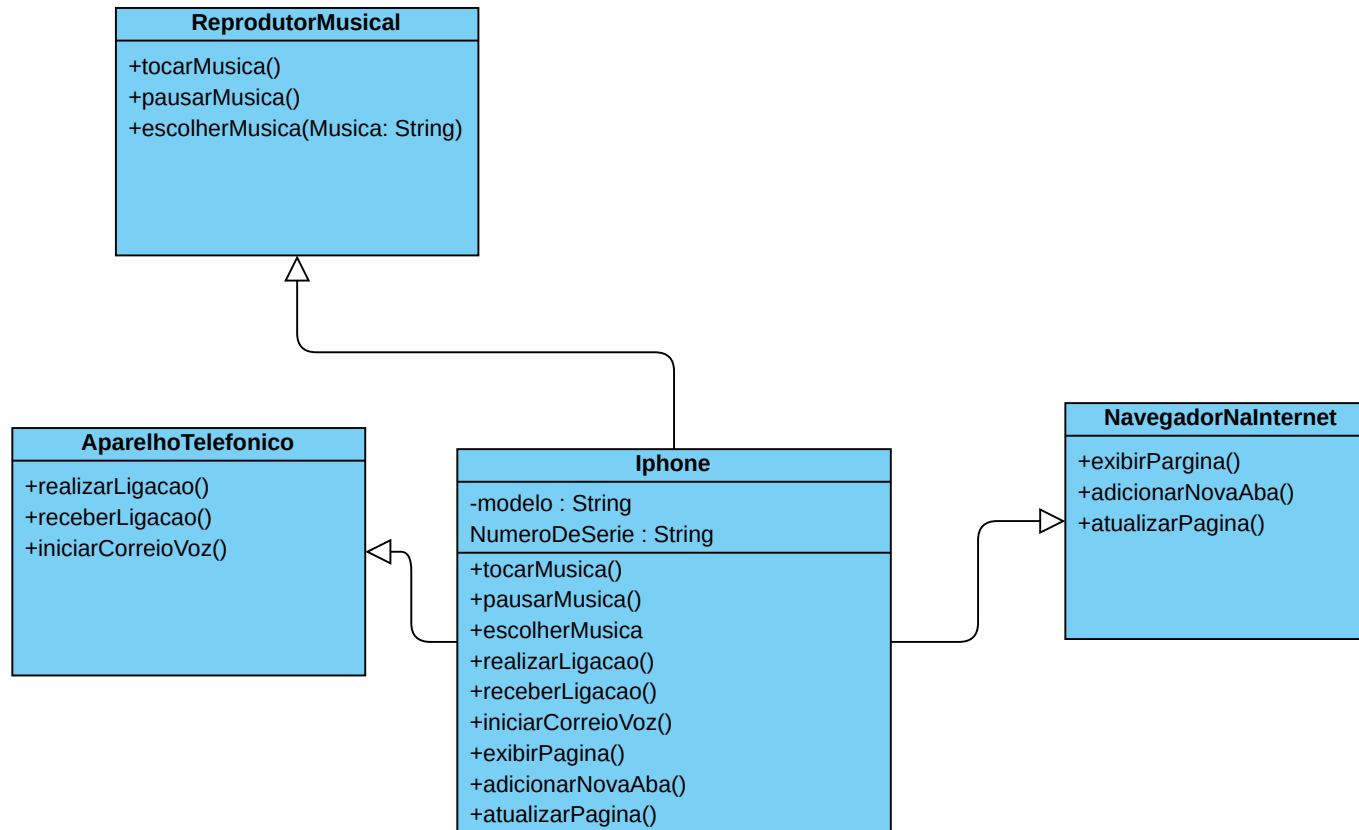 ReprodutorMusical
+tocarMusica()
+pausarMusica()
+escolherMusica(Musica: String)
AparelhoTelefonico
+realizarLigacao()
+receberLigacao()
+iniciarCorreioVoz()
Iphone
-modelo : String
NumeroDeSerie : String
+tocarMusica()
+pausarMusica()
+escolherMusica
+realizarLigacao()
+receberLigacao()
+iniciarCorreioVoz()
+exibirPagina()
+adicionarNovaAba()
+atualizarPagina()
NavegadorNaInternet
+exibirPargina()
+adicionarNovaAba()
+atualizarPagina()